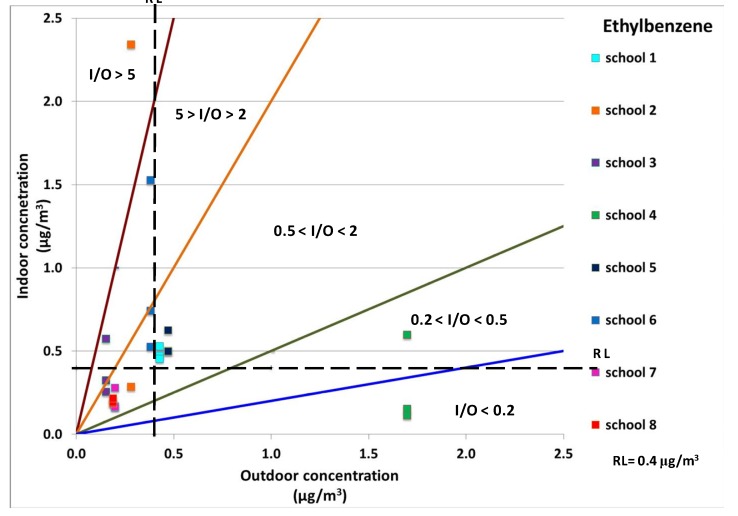 RL
Ethylbenzene
2.5
2.0
1.5
1.0
0.5
0.0
Indoor concnetration
(µg/m³)
I/O > 5
5 > I/O > 2
0.5 < I/O < 2
0.2 < I/O < 0.5
I/O < 0.2
RL
0.0 0.5 1.0 1.5 2.0 2.5
Outdoor concentration
(µg/m³)
school 1
school 2
school 3
school 4
school 5
school 6
school 7
school 8
RL= 0.4 µg/m³